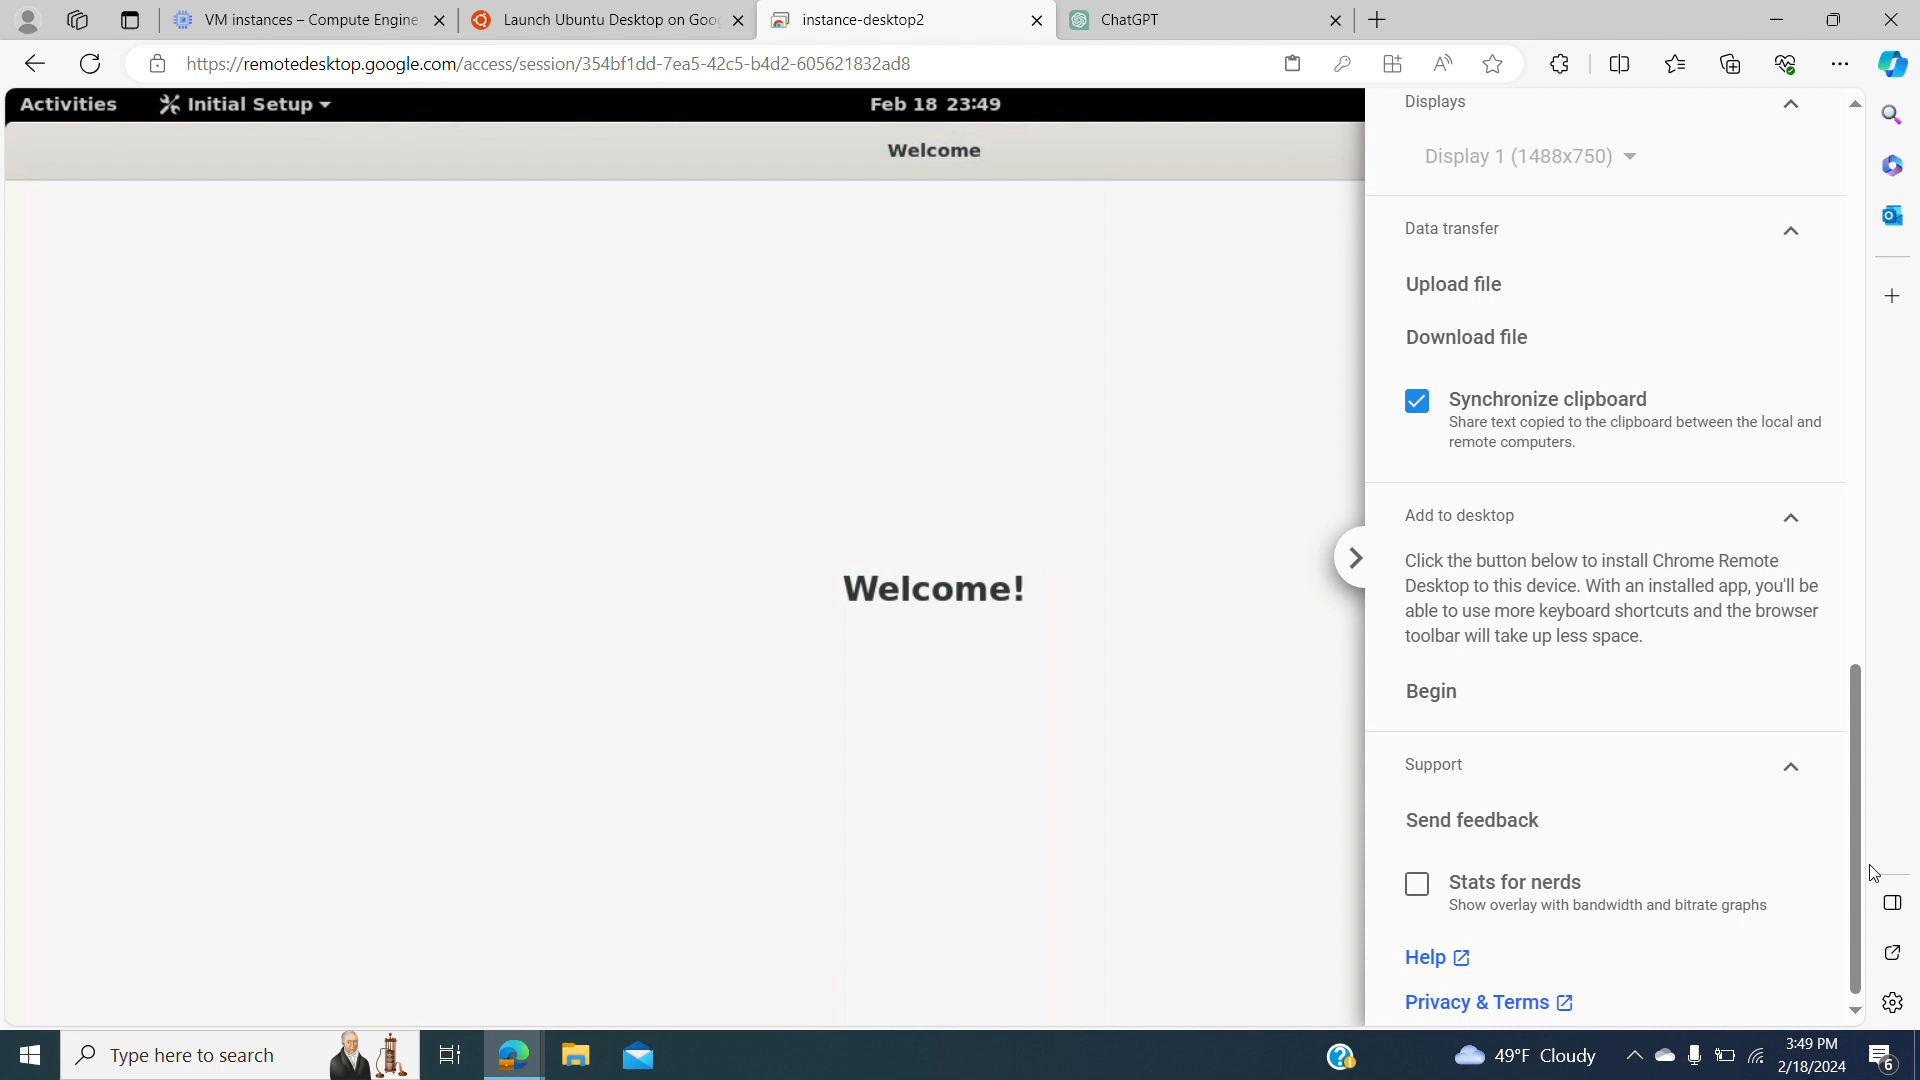 VM instances – Compute Engine
Launch Ubuntu Desktop on Goo
instance-desktop2
ChatGPT
https://remotedesktop.google.com/access/session/354bf1dd-7ea5-42c5-b4d2-605621832ad8
Activities
Initial Setup
Feb 18 23:49
Welcome
Welcome!
Displays
Display 1 (1488x750)
Data transfer
Upload file
Download file
Synchronize clipboard
Share text copied to the clipboard between the local and
remote computers.
Add to desktop
Click the button below to install Chrome Remote
Desktop to this device. With an installed app, you'll be
able to use more keyboard shortcuts and the browser
toolbar will take up less space.
Begin
Support
Send feedback
Stats for nerds
Show overlay with bandwidth and bitrate graphs
Help
Privacy & Terms
Type here to search
49°F Cloudy
3:49 PM
2/18/2024
6